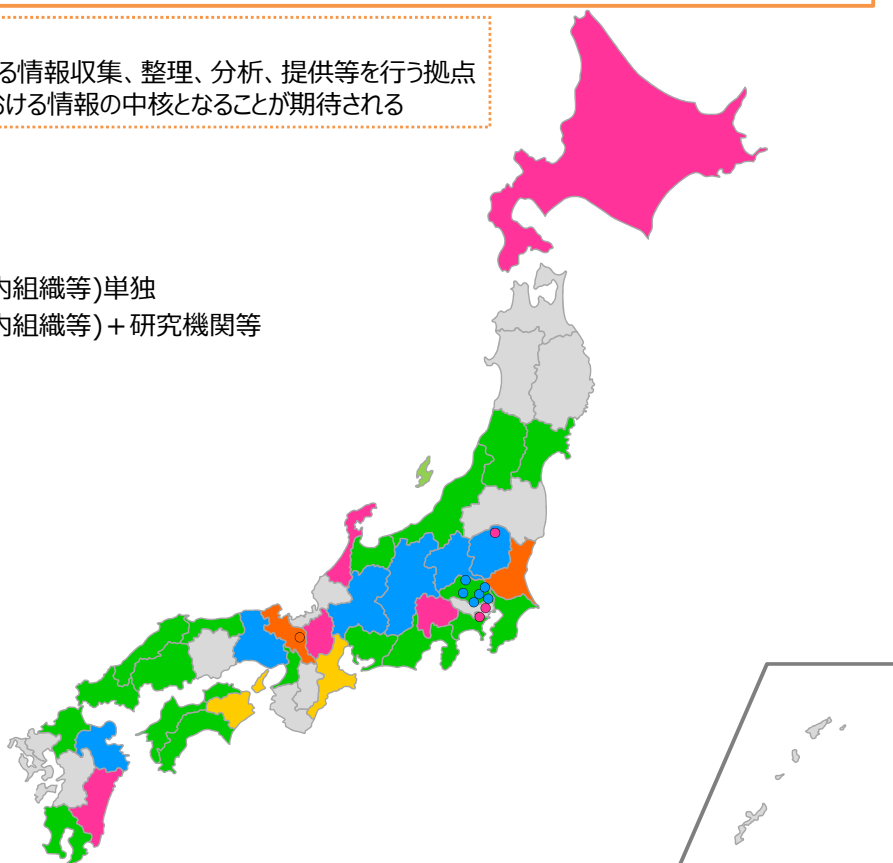 る情報収集、整理、分析、提供等を行う拠点
おける情報の中核となることが期待される
内組織等)単独
内組織等)＋研究機関等